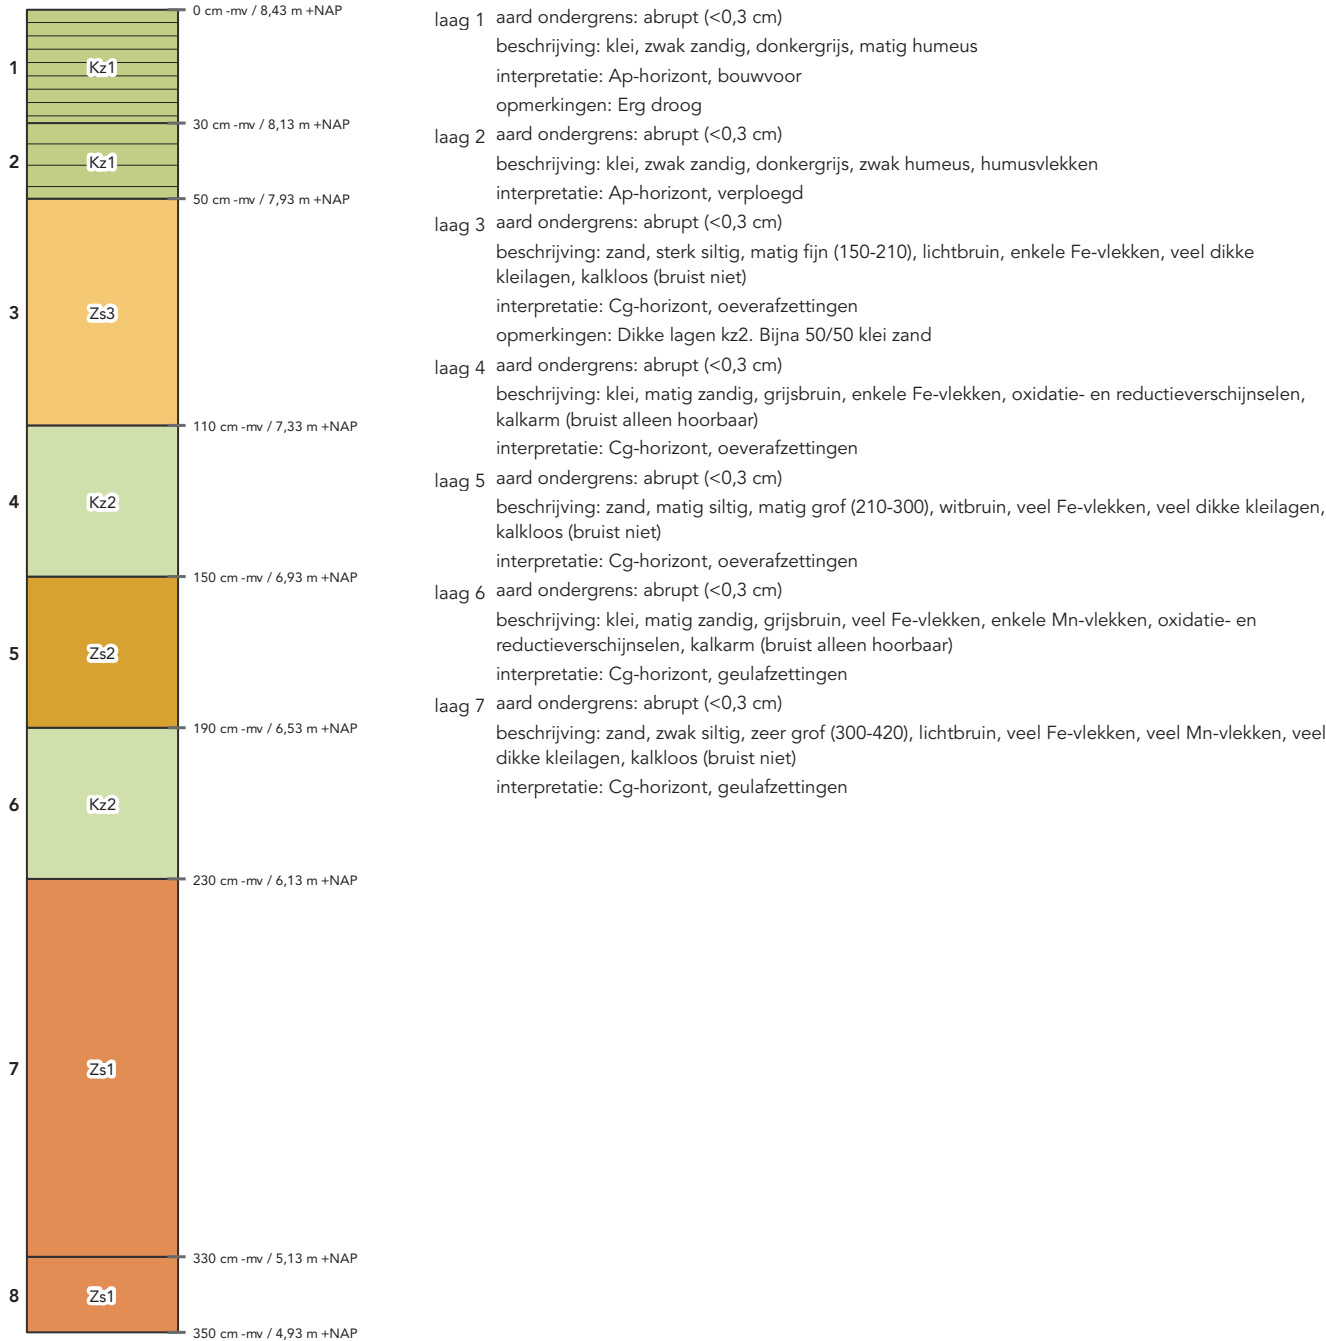 0 cm -mv / 8,43 m +NAP
1
Kz1
30 cm -mv / 8,13 m +NAP
2
Kz1
50 cm -mv / 7,93 m +NAP
3
Zs3
110 cm -mv / 7,33 m +NAP
4
Kz2
150 cm -mv / 6,93 m +NAP
5
Zs2
190 cm -mv / 6,53 m +NAP
6
Kz2
230 cm -mv / 6,13 m +NAP
7
Zs1
330 cm -mv / 5,13 m +NAP
8
Zs1
350 cm -mv / 4,93 m +NAP
laag 1 aard ondergrens: abrupt (<0,3 cm)
beschrijving: klei, zwak zandig, donkergrijs, matig humeus
interpretatie: Ap-horizont, bouwvoor
opmerkingen: Erg droog
laag 2 aard ondergrens: abrupt (<0,3 cm)
beschrijving: klei, zwak zandig, donkergrijs, zwak humeus, humusvlekken
interpretatie: Ap-horizont, verploegd
laag 3 aard ondergrens: abrupt (<0,3 cm)
beschrijving: zand, sterk siltig, matig fijn (150-210), lichtbruin, enkele Fe-vlekken, veel dikke
kleilagen, kalkloos (bruist niet)
interpretatie: Cg-horizont, oeverafzettingen
opmerkingen: Dikke lagen kz2. Bijna 50/50 klei zand
laag 4 aard ondergrens: abrupt (<0,3 cm)
beschrijving: klei, matig zandig, grijsbruin, enkele Fe-vlekken, oxidatie- en reductieverschijnselen,
kalkarm (bruist alleen hoorbaar)
interpretatie: Cg-horizont, oeverafzettingen
laag 5 aard ondergrens: abrupt (<0,3 cm)
beschrijving: zand, matig siltig, matig grof (210-300), witbruin, veel Fe-vlekken, veel dikke kleilagen,
kalkloos (bruist niet)
interpretatie: Cg-horizont, oeverafzettingen
laag 6 aard ondergrens: abrupt (<0,3 cm)
beschrijving: klei, matig zandig, grijsbruin, veel Fe-vlekken, enkele Mn-vlekken, oxidatie- en
reductieverschijnselen, kalkarm (bruist alleen hoorbaar)
interpretatie: Cg-horizont, geulafzettingen
laag 7 aard ondergrens: abrupt (<0,3 cm)
beschrijving: zand, zwak siltig, zeer grof (300-420), lichtbruin, veel Fe-vlekken, veel Mn-vlekken, veel
dikke kleilagen, kalkloos (bruist niet)
interpretatie: Cg-horizont, geulafzettingen